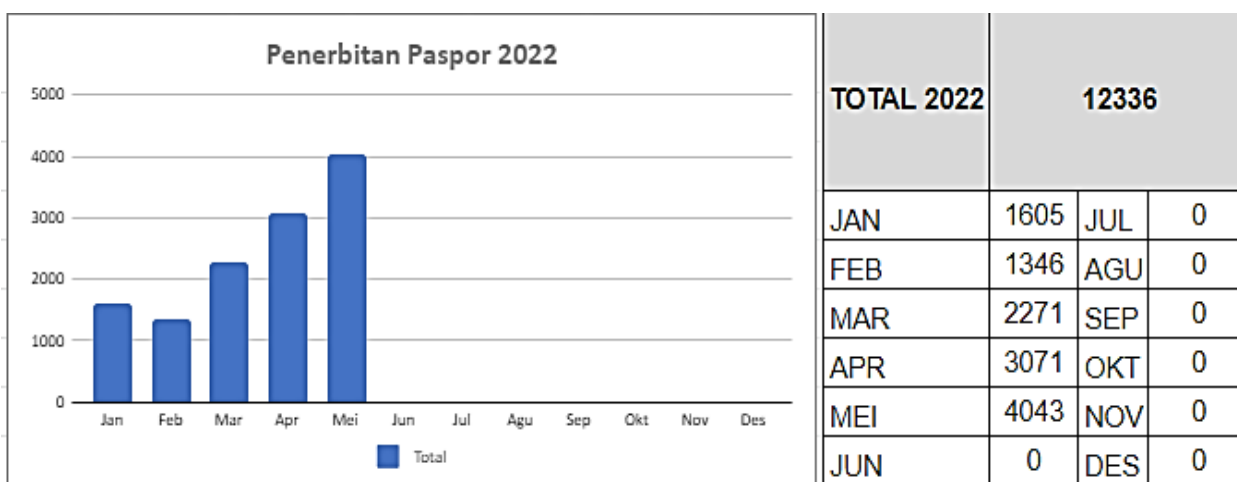 Penerbitan Paspor 2022
5000
4000
3000
2000
1000
0
Jan Feb Mar Apr Mei Jun Jul Agu Sep Okt Nov Des
Total
TOTAL 2022 12336
JAN 1605 JUL 0
FEB 1346 AGU 0
MAR 2271 SEP 0
APR 3071 OKT 0
MEI 4043 NOV 0
JUN 0 DES 0